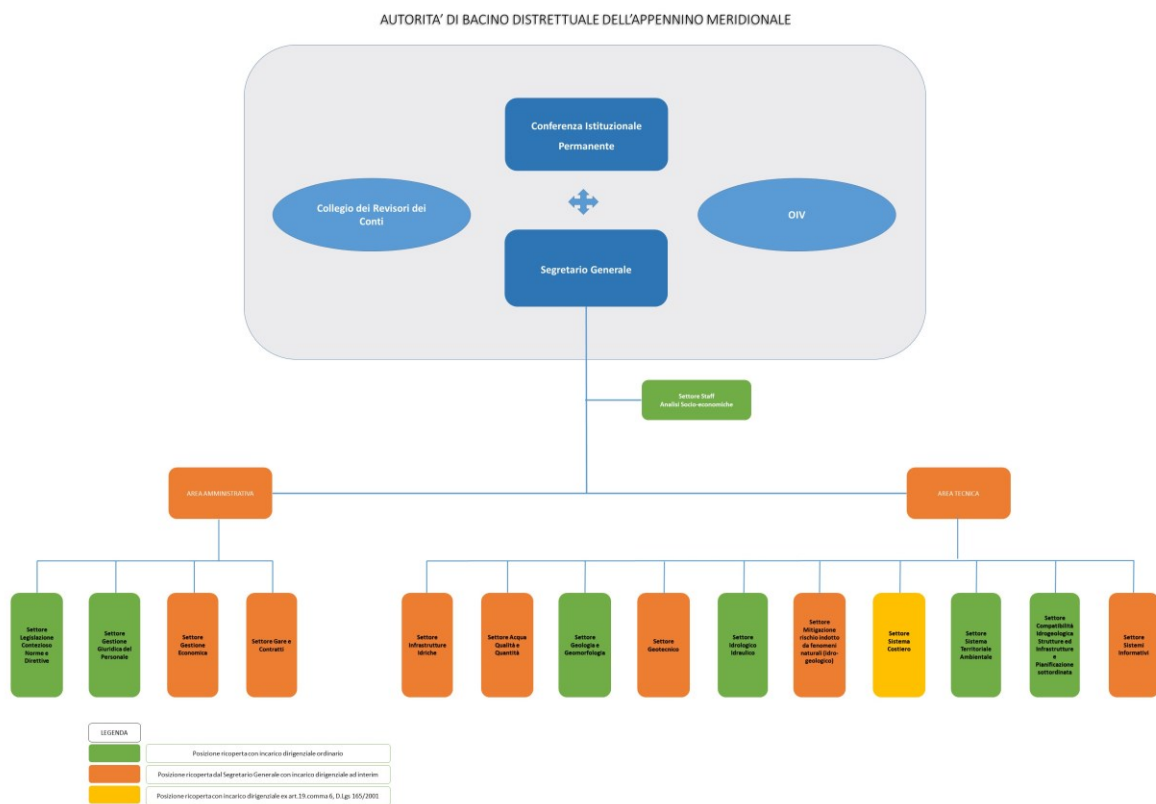 AUTORITA' DI BACINO DISTRETTUALE DELL'APPENNINO MERIDIONALE
Conferenza Istituzionale
Permanente
Collegio dei Revisori dei
Conti
OIV
Segretario Generale
Settore Staff
Analisi Socio-economiche
AREA AMMINISTRATIVA
AREA TECNICA
Settore
Legislazione
Contezioso
Norme e
Direttive
Settore
Gestione
Giuridica del
Personale
Settore
Gestione
Economica
Settore Gare e
Contratti
Settore
Infrastrutture
Idriche
Settore Acqua
Qualità e
Quantità
Settore
Geologie e
Geomorfologia
Settore
Geotecnico
Settore
Idrologico
Idraulico
Settore
Mitigazione
rischio indotto
da fenomeni
naturali (idro-
geologico)
Settore
Sistema
Costiero
Settore
Sistema
Territoriale
Ambientale
Settore
Compatibilità
Idrogeologica
Strutture ed
Infrastrutture
e
Pianificazione
sottordinata
Settore
Sistemi
Informativi
LEGENDA
Posizione ricoperta con incarico dirigenziale ordinario
Posizione ricoperta dal Segretario Generale con incarico dirigenziale ad interim
Posizione ricoperta con incarico dirigenziale ex art.19.comma 6, D.Lgs 165/2001